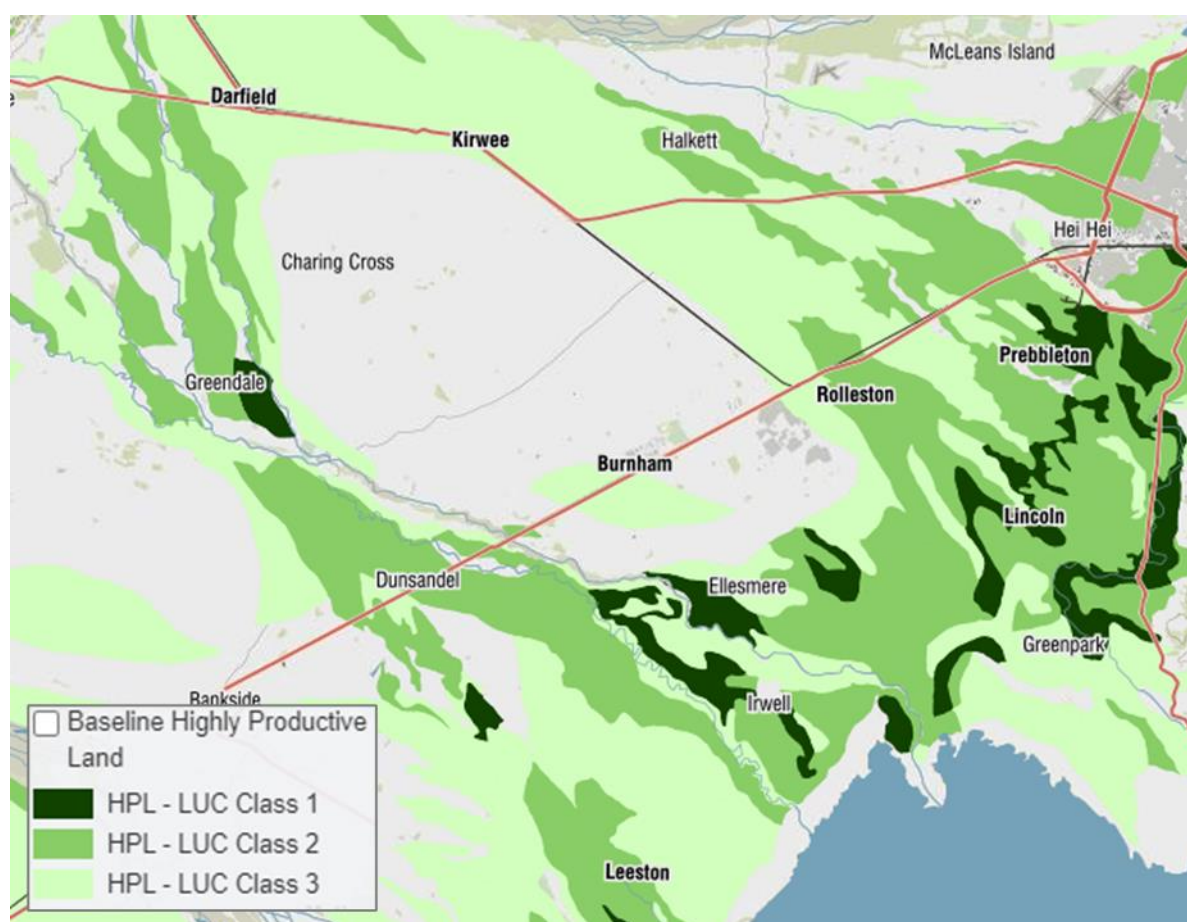 McLeans Island
Darfield
Kirwee
Halkett
Hei Hei
Charing Cross
Prebbleton
Greendale
Rolleston
Burnham
Lincoln
Dunsandel
Ellesmere
Greenpark
Bankside
Irwell
Baseline Highly Productive
Land
HPL - LUC Class 1
HPL - LUC Class 2
HPL - LUC Class 3
Leeston